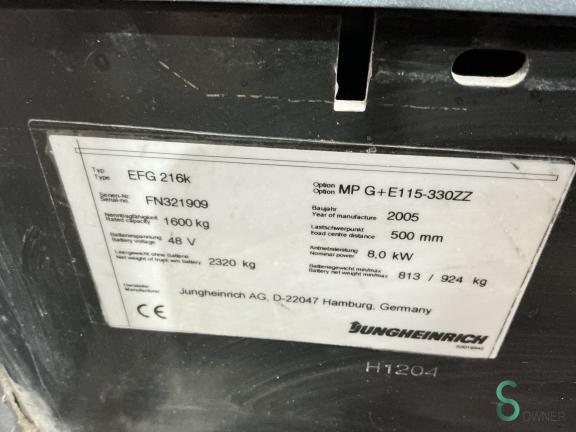 Typ
Type EFG 216k
Option
Option MP G+E115-330ZZ
Serien-Nr.
Serial-no. FN321909
Baujahr
Year of manufacture 2005
Nenntragfähigkeit
Rated capacity 1600 kg
Lastschwerpunkt
Load centre distance 500 mm
Batteriespannung
Battery voltage 48 V
Antriebsleistung
Nominal power 8,0 kW
Leergewicht ohne Batterie
Net weight of truck w/o battery 2320 kg
Batteriegewicht min/max
Battery net weight min/max 813 / 924 kg
Hersteller
Manufacturer Jungheinrich AG, D-22047 Hamburg, Germany
CE
JUNGHEINRICH
H1204
OWNER